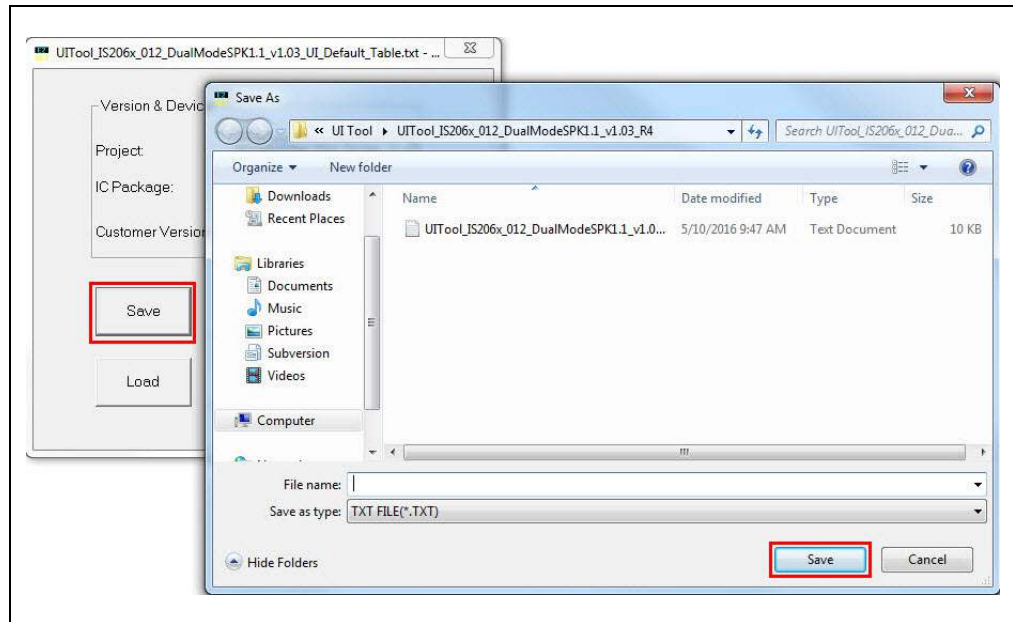 UITool_IS206x_012_DualModeSPK1.1_v1.03_UI_Default_Table.txt - ...
Version & Devic
Project:
IC Package:
Customer Version
Save
Load
Save As
« UI Tool ▸ UITool_IS206x_012_DualModeSPK1.1_v1.03_R4
Search UITool_IS206x_012_Dua...
Organize New folder
Downloads
Recent Places
Libraries
Documents
Music
Pictures
Subversion
Videos
Computer
Name Date modified Type Size
UITool_IS206x_012_DualModeSPK1.1_v1.0... 5/10/2016 9:47 AM Text Document 10 KB
File name:
Save as type: TXT FILE(*.TXT)
Hide Folders Save Cancel